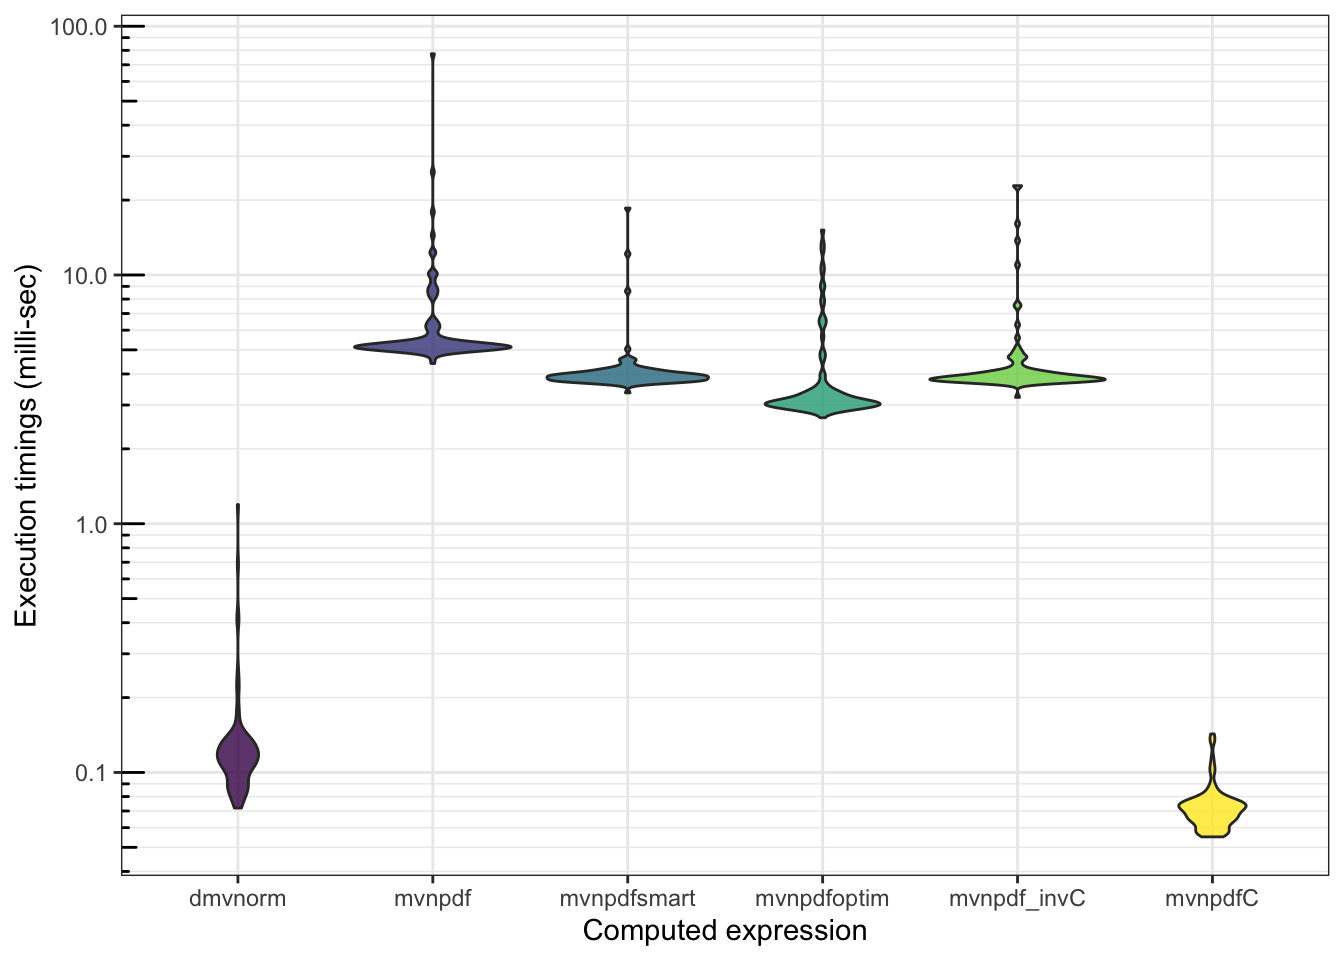 100.0
10.0
1.0
0.1
Execution timings (milli-sec)
dmvnorm mvnpdf mvnpdfsmart mvnpdfoptim mvnpdf_invC mvnpdfC
Computed expression